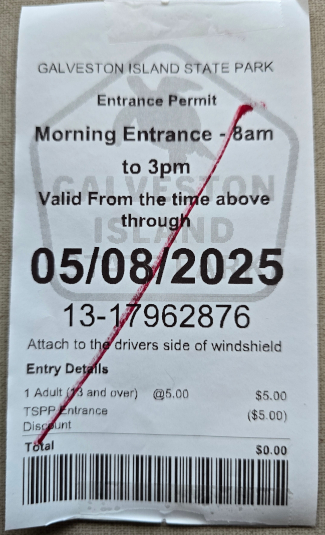 GALVESTON ISLAND STATE PARK
Entrance Permit
Morning Entrance - 8am
to 3pm
Valid From the time above
through
GALVESTON
ISLAND
05/08/2025
13-17962876
Attach to the drivers side of windshield
Entry Details
1 Adult (13 and over) @5.00 $5.00
TSPP Entrance ($5.00)
Discount
Total $0.00